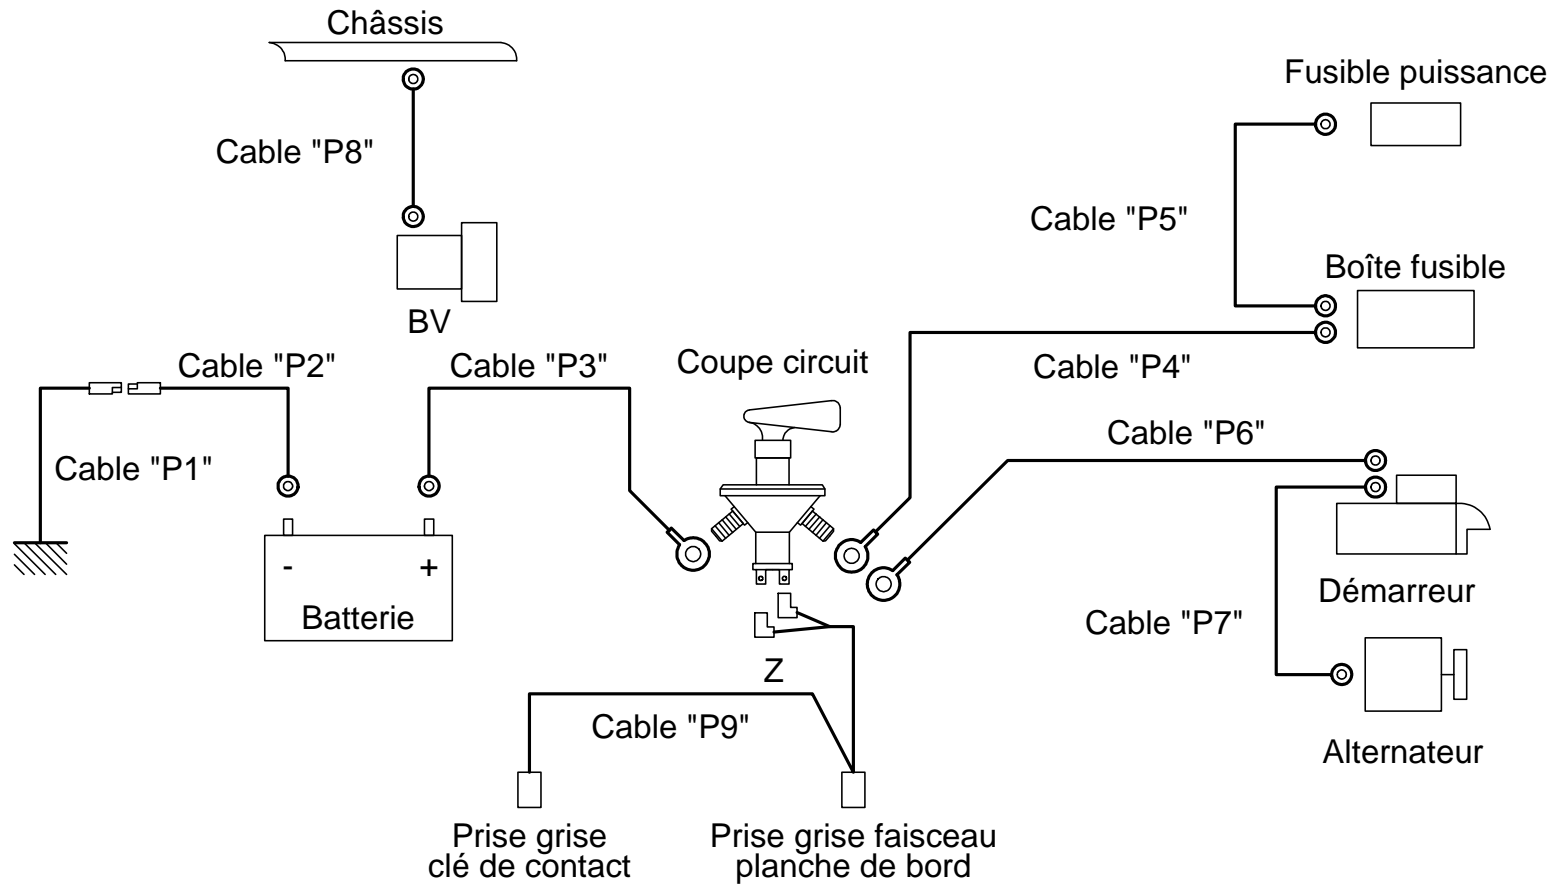 Châssis
Fusible puissance
Cable "P8"
Cable "P5"
Boîte fusible
BV
Cable "P2"
Cable "P3"
Coupe circuit
Cable "P4"
Cable "P6"
Cable "P1"
-
+
Batterie
Démarreur
Cable "P7"
Z
Cable "P9"
Alternateur
Prise grise
clé de contact
Prise grise faisceau
planche de bord